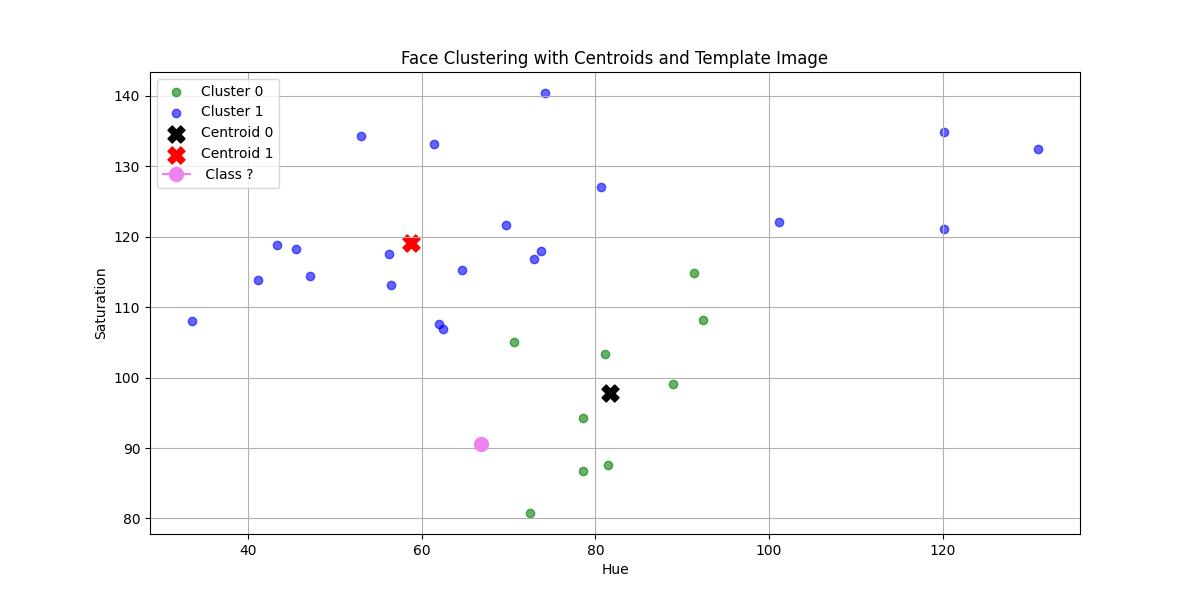 Face Clustering with Centroids and Template Image
Cluster 0
Cluster 1
Centroid 0
Centroid 1
Class ?
140
130
120
110
100
90
80
Saturation
40 60 80 100 120
Hue